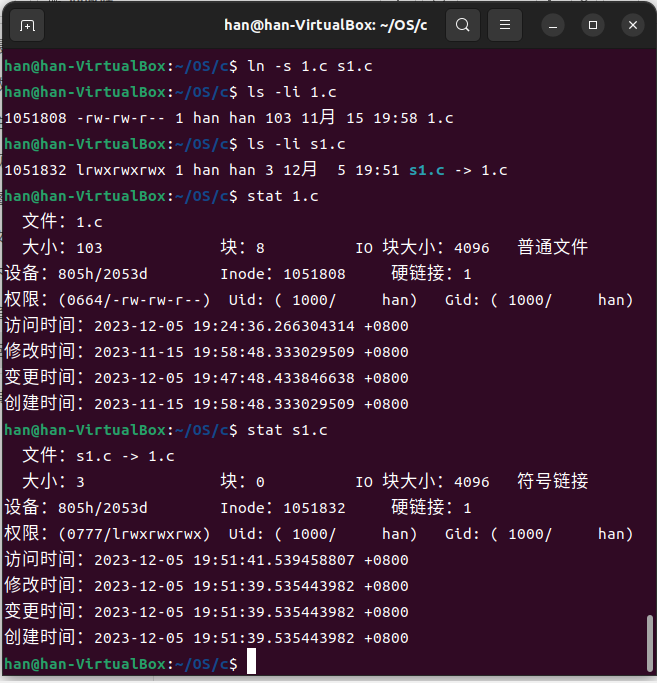 han@han-VirtualBox: ~/OS/c
han@han-VirtualBox:~/OS/c$ ln -s 1.c s1.c
han@han-VirtualBox:~/OS/c$ ls -li 1.c
1051808 -rw-rw-r-- 1 han han 103 11月 15 19:58 1.c
han@han-VirtualBox:~/OS/c$ ls -li s1.c
1051832 lrwxrwxrwx 1 han han 3 12月  5 19:51 s1.c -> 1.c
han@han-VirtualBox:~/OS/c$ stat 1.c
  文件：1.c
  大小：103             块：8          IO 块大小：4096   普通文件
设备：805h/2053d        Inode：1051808     硬链接：1
权限：(0664/-rw-rw-r--)  Uid：( 1000/     han)   Gid：( 1000/     han)
访问时间：2023-12-05 19:24:36.266304314 +0800
修改时间：2023-11-15 19:58:48.333029509 +0800
变更时间：2023-12-05 19:47:48.433846638 +0800
创建时间：2023-11-15 19:58:48.333029509 +0800
han@han-VirtualBox:~/OS/c$ stat s1.c
  文件：s1.c -> 1.c
  大小：3               块：0          IO 块大小：4096   符号链接
设备：805h/2053d        Inode：1051832     硬链接：1
权限：(0777/lrwxrwxrwx)  Uid：( 1000/     han)   Gid：( 1000/     han)
访问时间：2023-12-05 19:51:41.539458807 +0800
修改时间：2023-12-05 19:51:39.535443982 +0800
变更时间：2023-12-05 19:51:39.535443982 +0800
创建时间：2023-12-05 19:51:39.535443982 +0800
han@han-VirtualBox:~/OS/c$